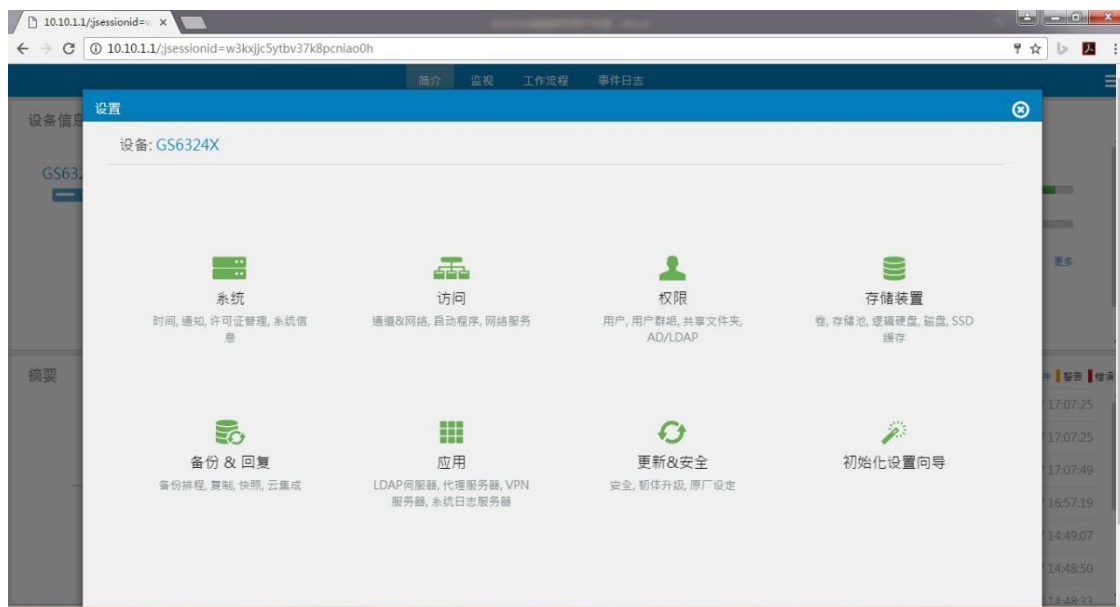 10.10.1.1/;jsessionid=w
10.10.1.1/;jsessionid=w3kxjjc5ytbv37k8pcniao0h
简介 监视 工作流程 事件日志
设备信息
设置
设备: GS6324X
GS632
更多
系统
时间, 通知, 许可证管理, 系统信
息
访问
通道&网络, 启动程序, 网络服务
权限
用户, 用户群组, 共享文件夹,
AD/LDAP
存储装置
卷, 存储池, 逻辑硬盘, 磁盘, SSD
缓存
摘要
件 警告 错误
17:07:25
17:07:25
17:07:49
16:57:19
14:49:07
14:48:50
14:48:33
备份 & 回复
备份排程, 复制, 快照, 云集成
应用
LDAP伺服器, 代理服务器, VPN
服务器, 系统日志服务器
更新&安全
安全, 韧体升级, 原厂设定
初始化设置向导